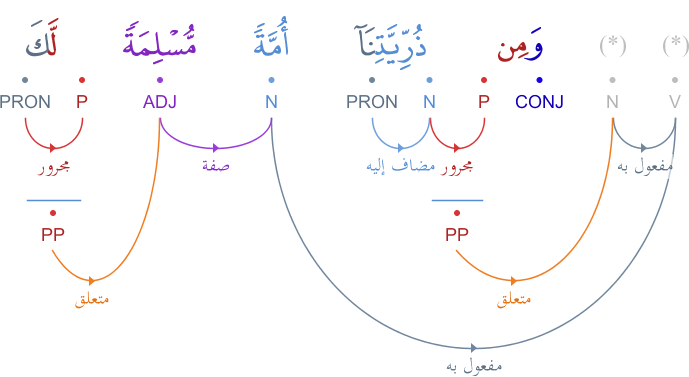 (*) (*) وَمِن ذُرِّيَّتِنَآ أُمَّةً مُّسْلِمَةً لَّكَ
V N CONJ P N PRON N ADJ P PRON
مفعول به مجرور مضاف إليه صفة مجرور
PP PP
متعلق متعلق
مفعول به